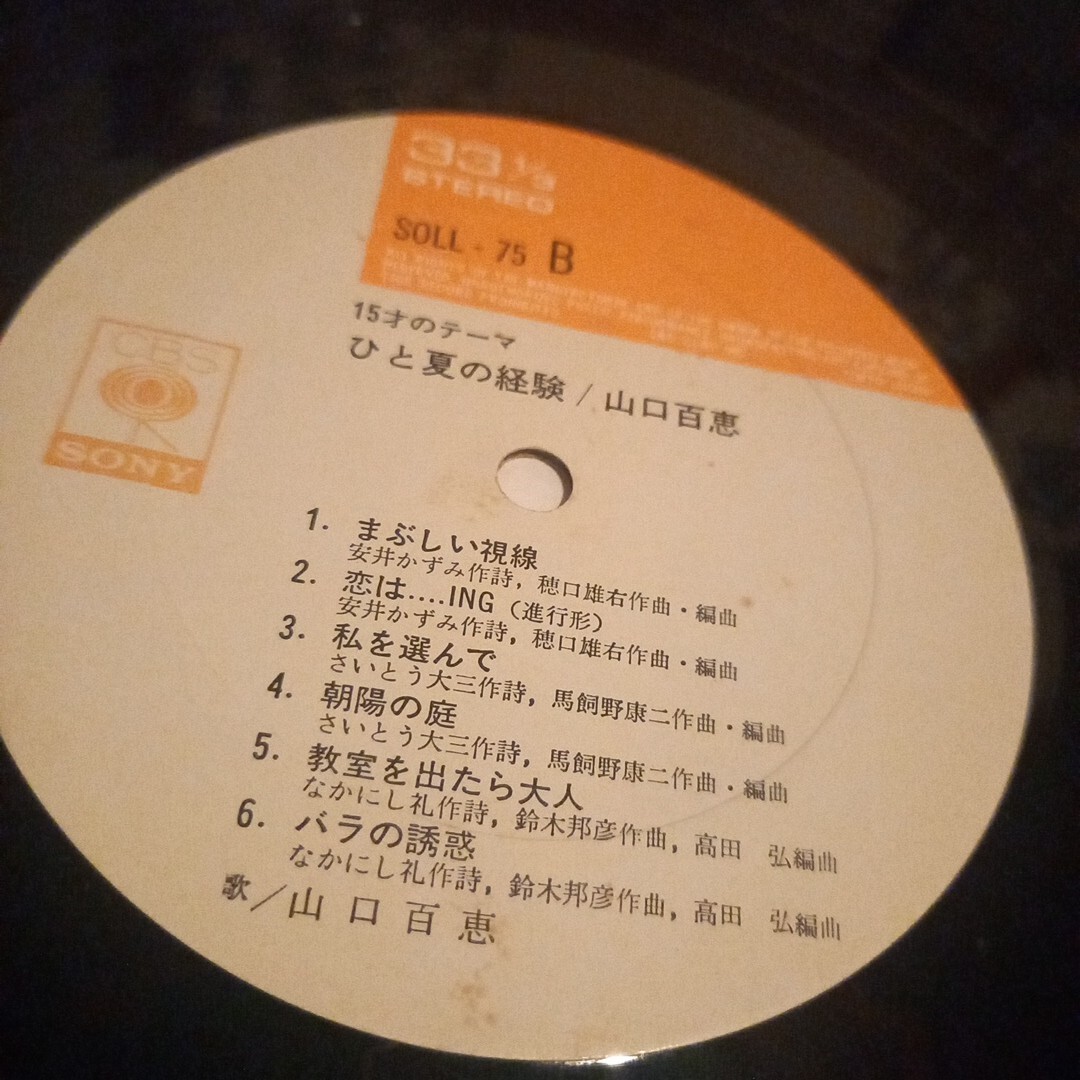 33 1/3
STEREO
SOLL・75 B
CBS
SONY
15才のテーマ
ひと夏の経験/山口百恵
1. まぶしい視線
安井かずみ作詩, 穂口雄右作曲・編曲
2. 恋は....ING (進行形)
安井かずみ作詩, 穂口雄右作曲・編曲
3. 私を選んで
さいとう大三作詩, 馬飼野康二作曲・編曲
4. 朝陽の庭
さいとう大三作詩, 馬飼野康二作曲・編曲
5. 教室を出たら大人
なかにし礼作詩, 鈴木邦彦作曲, 高田 弘編曲
6. バラの誘惑
なかにし礼作詩, 鈴木邦彦作曲, 高田 弘編曲
歌/山口百恵